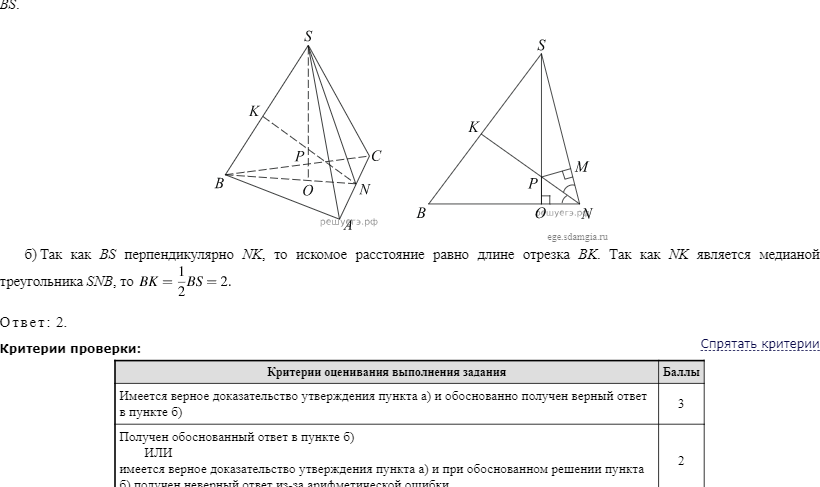 BS.
S
K
P
C
B
O
N
A
решуегэ.рф
S
K
M
P
B
O
N
решуегэ.рф
ege.sdamgia.ru
б) Так как BS перпендикулярно NK, то искомое расстояние равно длине отрезка BK. Так как NK является медианой
треугольника SNB, то BK = 1/2 BS = 2.
Ответ: 2.
Критерии проверки:
Спрятать критерии
Критерии оценивания выполнения задания Баллы
Имеется верное доказательство утверждения пункта а) и обоснованно получен верный ответ
в пункте б)
3
Получен обоснованный ответ в пункте б)
ИЛИ
имеется верное доказательство утверждения пункта а) и при обоснованном решении пункта
б) получен неверный ответ из-за арифметической ошибки
2